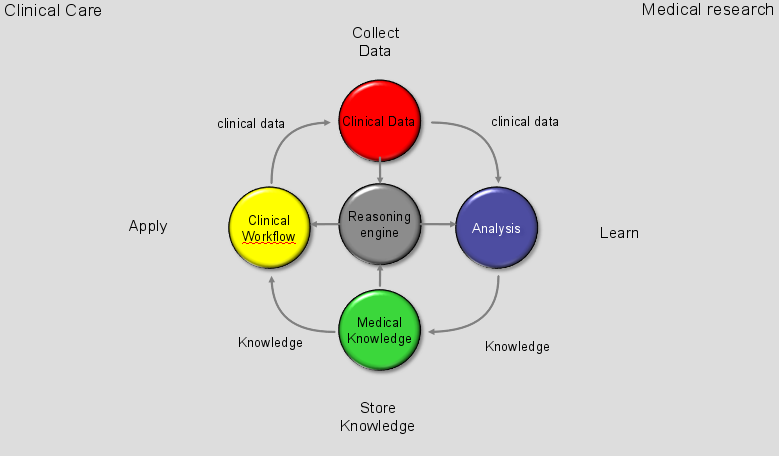 Clinical Care
Medical research
Collect
Data
clinical data
Clinical Data
clinical data
Apply
Clinical
Workflow
Reasoning
engine
Analysis
Learn
Medical
Knowledge
Knowledge
Knowledge
Store
Knowledge